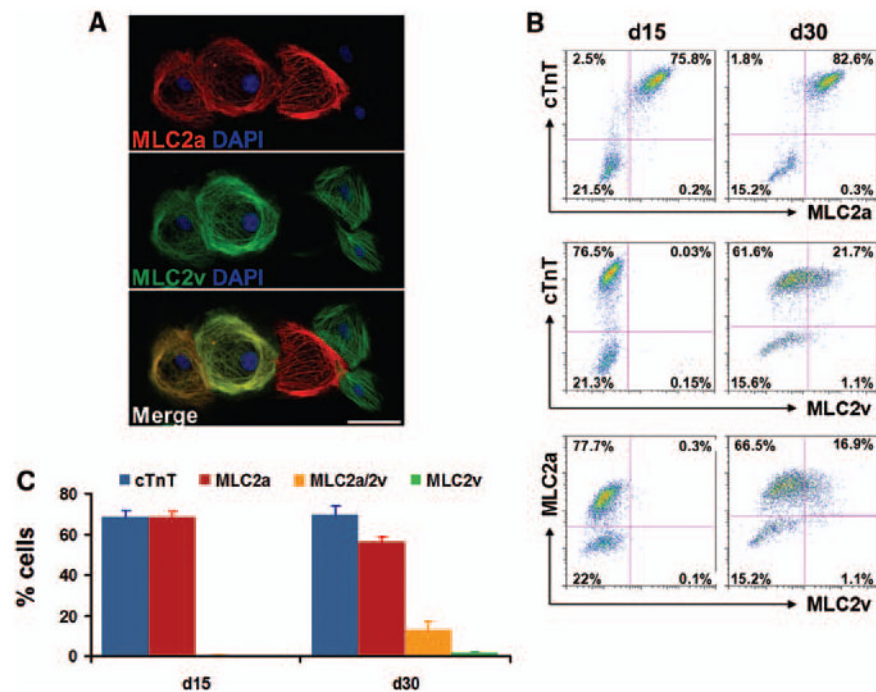 A
MLC2a DAPI
MLC2v DAPI
Merge
B
d15 d30
cTnT
2.5% 75.8%
21.5% 0.2%
1.8% 82.6%
15.2% 0.3%
MLC2a
cTnT
76.5% 0.03%
21.3% 0.15%
61.6% 21.7%
15.6% 1.1%
MLC2v
MLC2a
77.7% 0.3%
22% 0.1%
66.5% 16.9%
15.2% 1.1%
MLC2v
C
cTnT MLC2a MLC2a/2v MLC2v
% cells
80
60
40
20
0
d15 d30